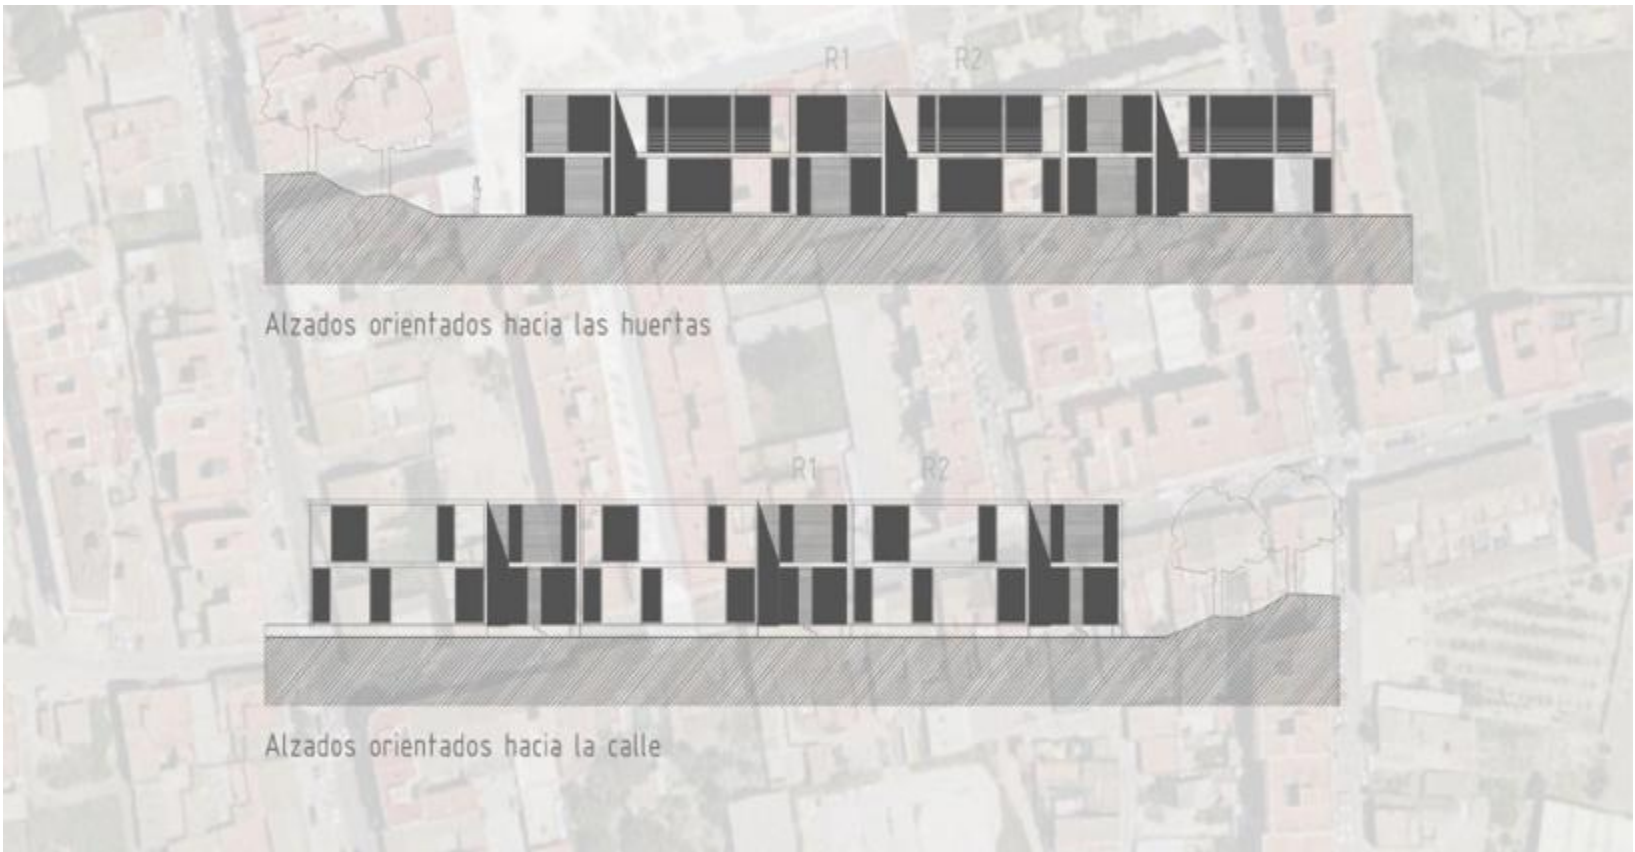 R1 R2
Alzados orientados hacia las huertas
R1 R2
Alzados orientados hacia la calle